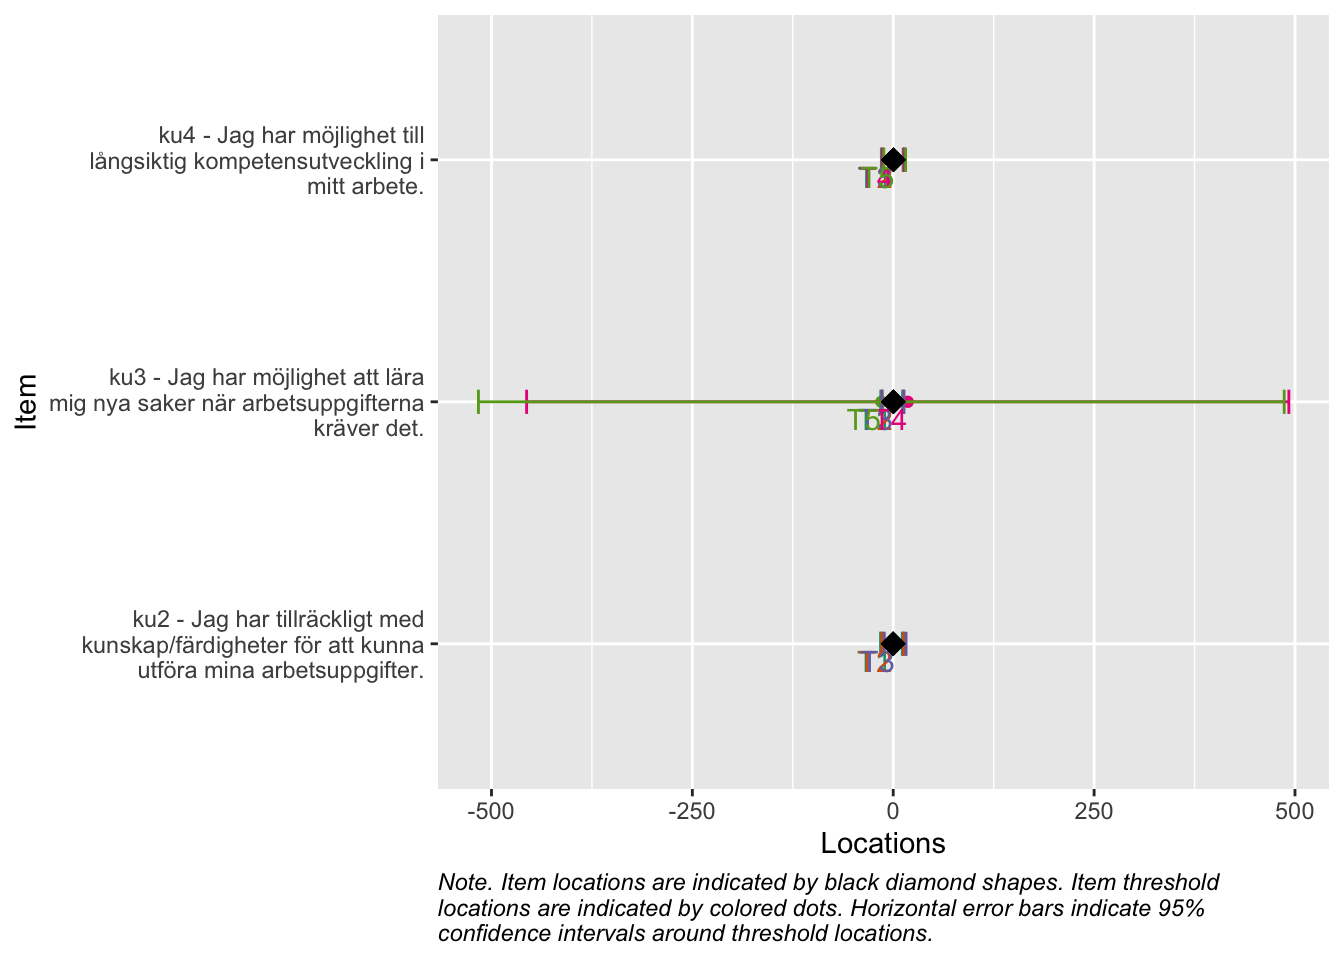 ku4 - Jag har möjlighet till
långsiktig kompetensutveckling i
mitt arbete.
ku3 - Jag har möjlighet att lära
mig nya saker när arbetsuppgifterna
kräver det.
ku2 - Jag har tillräckligt med
kunskap/färdigheter för att kunna
utföra mina arbetsuppgifter.
Item
-500
-250
0
250
500
Locations
Note. Item locations are indicated by black diamond shapes. Item threshold
locations are indicated by colored dots. Horizontal error bars indicate 95%
confidence intervals around threshold locations.